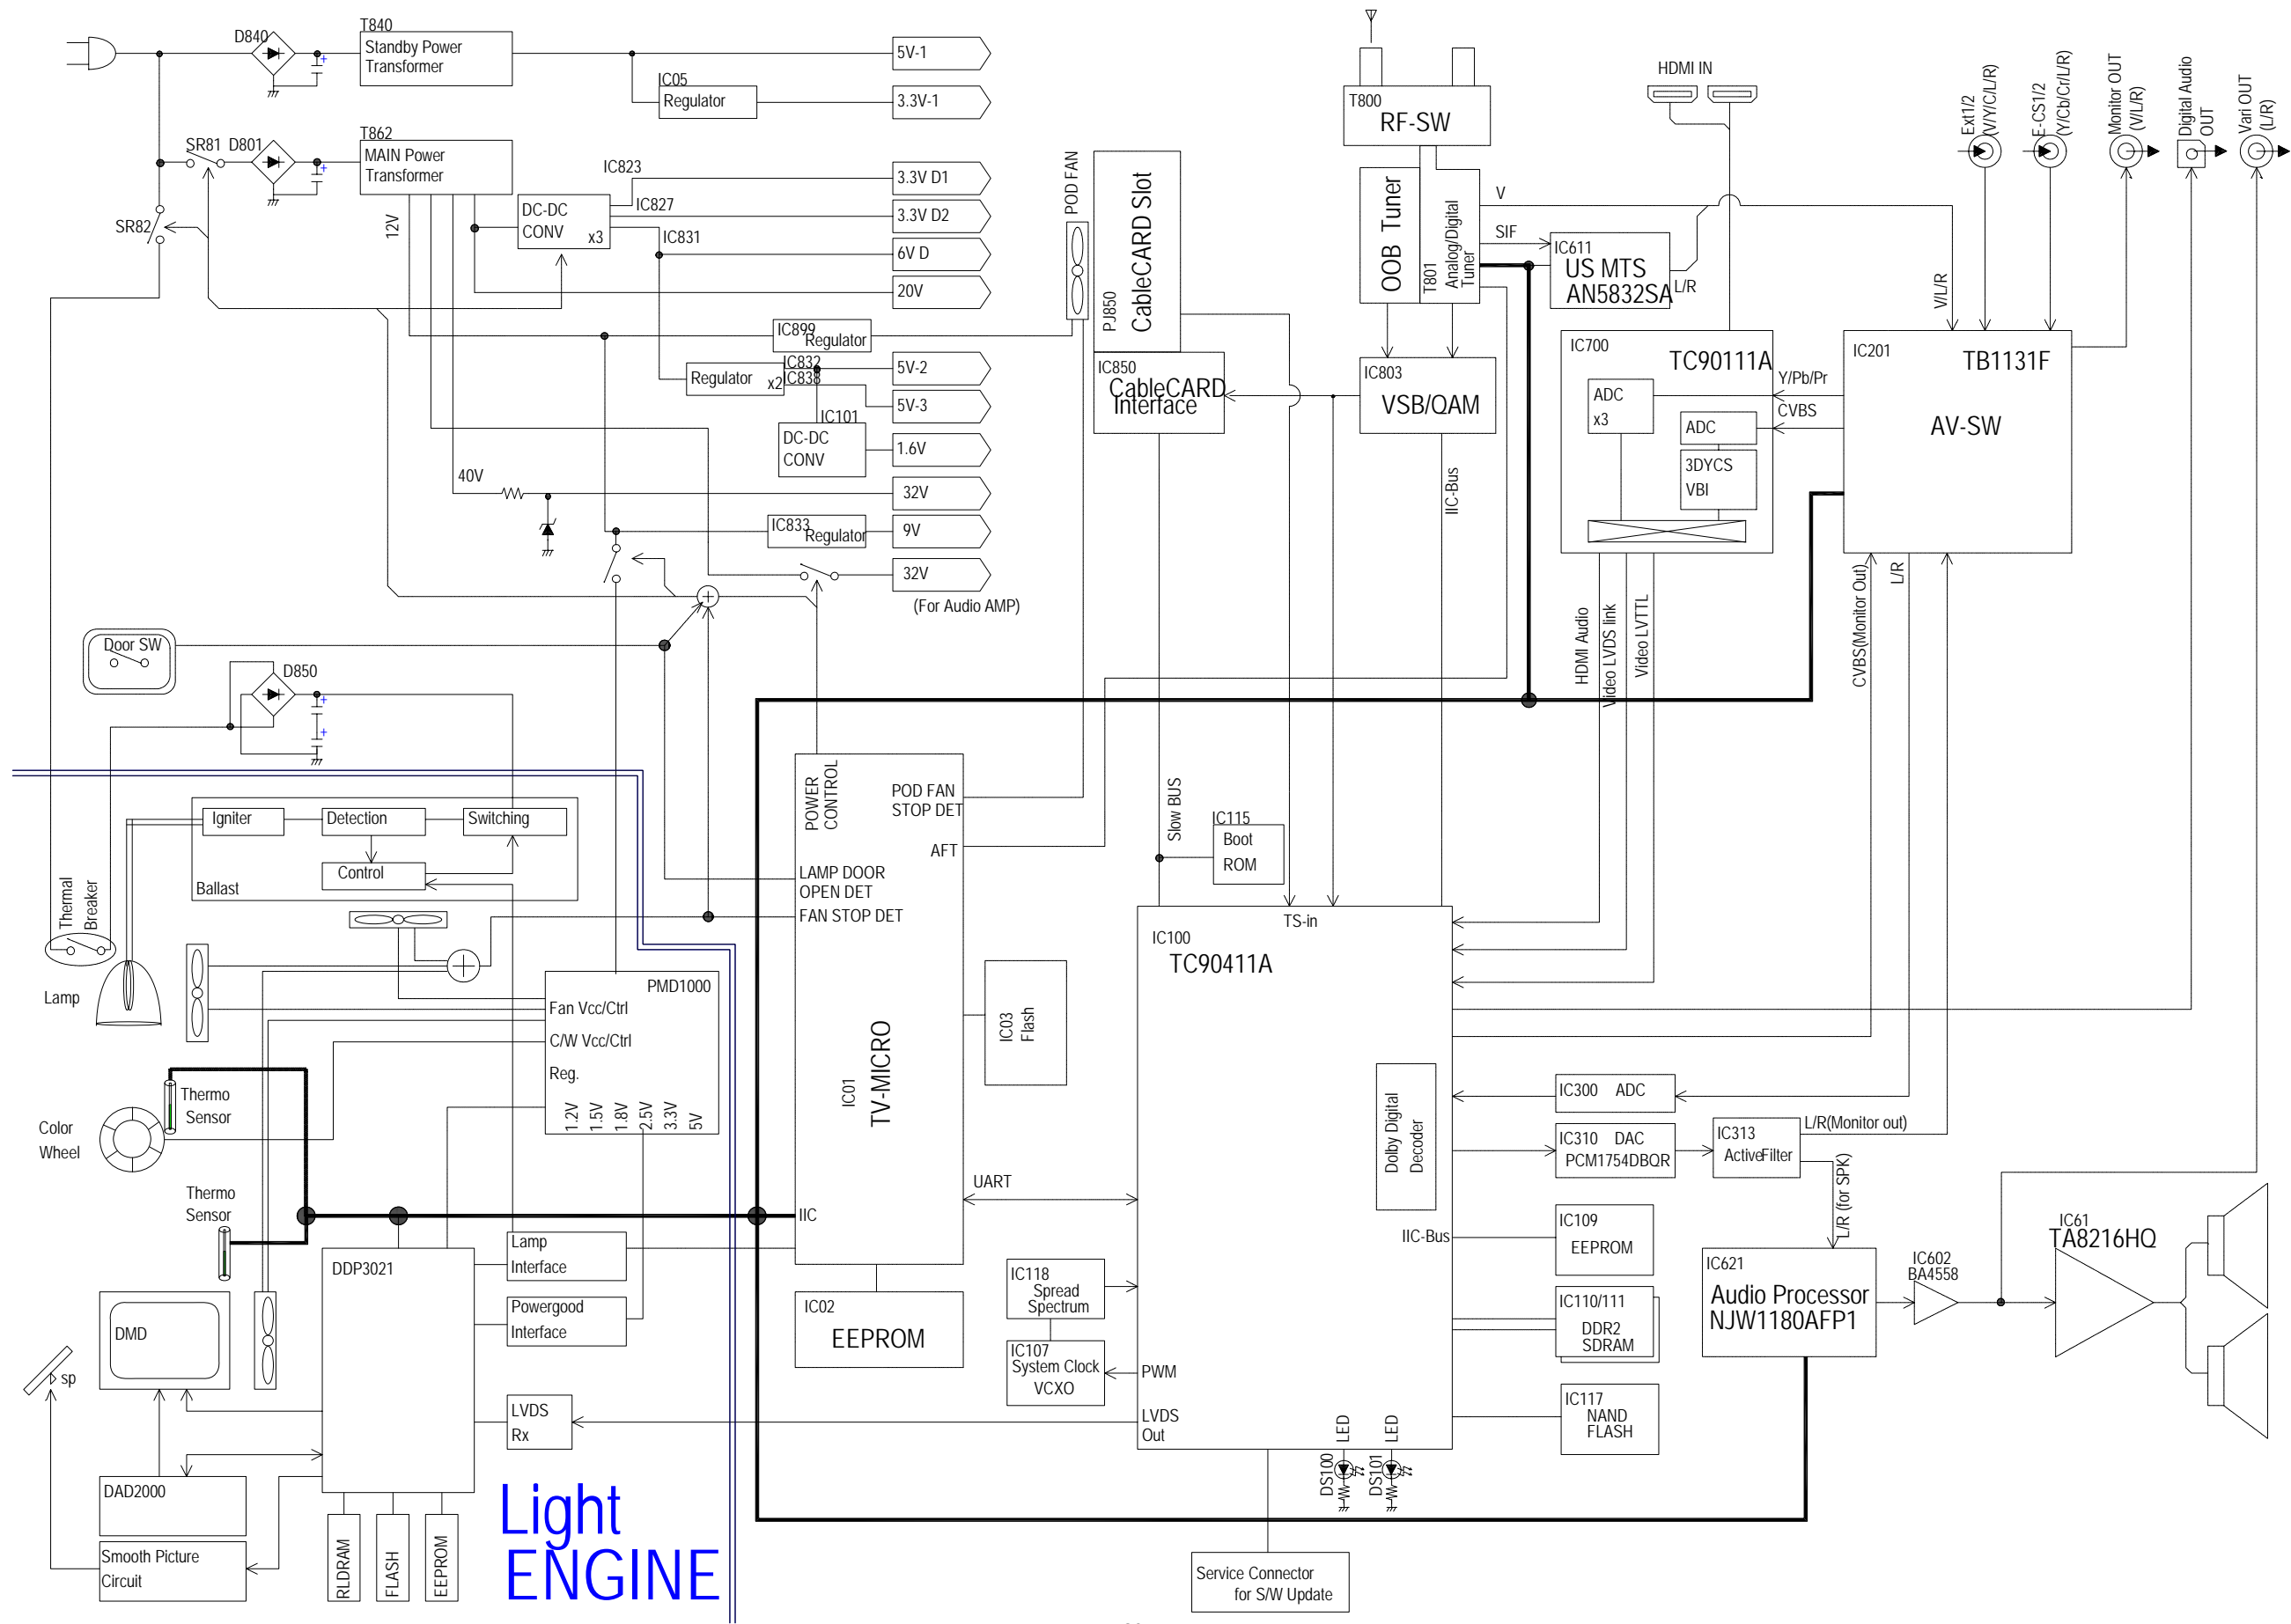 D840
T840
Standby Power
Transformer
5V-1
IC05
Regulator
3.3V-1
SR81
D801
T862
MAIN Power
Transformer
SR82
12V
IC823
3.3V D1
DC-DC
CONV
x3
IC827
3.3V D2
IC831
6V D
20V
POD FAN
IC899
Regulator
Regulator
x2
IC832
IC838
5V-2
5V-3
IC101
DC-DC
CONV
1.6V
40V
32V
IC833
Regulator
9V
32V
(For Audio AMP)
Door SW
D850
Igniter
Detection
Switching
Control
Ballast
Thermal
Breaker
Lamp
PMD1000
Fan Vcc/Ctrl
C/W Vcc/Ctrl
Reg.
1.2V
1.5V
1.8V
2.5V
3.3V
5V
Thermo
Sensor
Color
Wheel
Thermo
Sensor
DDP3021
Lamp
Interface
Powergood
Interface
LVDS
Rx
DMD
sp
DAD2000
Smooth Picture
Circuit
RLDRAM
FLASH
EEPROM
Light
ENGINE
POWER
CONTROL
POD FAN
STOP DET
AFT
LAMP DOOR
OPEN DET
FAN STOP DET
IC01
TV-MICRO
IIC
IC03
Flash
IC02
EEPROM
UART
PJ850
CableCARD Slot
IC850
CableCARD
Interface
T800
RF-SW
OOB Tuner
T801
Analog/Digital
Tuner
V
SIF
IC611
US MTS
AN5832SA
L/R
IC803
VSB/QAM
IIC-Bus
Slow BUS
IC115
Boot
ROM
HDMI IN
IC700
TC90111A
ADC
x3
ADC
3DYCS
VBI
Y/Pb/Pr
CVBS
V/L/R
IC201
TB1131F
AV-SW
Ext1/2
(V/Y/C/L/R)
E-CS1/2
(Y/Cb/Cr/L/R)
Monitor OUT
(V/L/R)
Digital Audio
OUT
Vari OUT
(L/R)
HDMI Audio
Video LVDS link
Video LVTTL
CVBS(Monitor Out)
L/R
TS-in
IC100
TC90411A
Dolby Digital
Decoder
IIC-Bus
PWM
LVDS
Out
LED
LED
DS100
DS101
IC118
Spread
Spectrum
IC107
System Clock
VCXO
IC300 ADC
IC310 DAC
PCM1754DBQR
IC313
ActiveFilter
L/R(Monitor out)
L/R (for SPK)
IC109
EEPROM
IC110/111
DDR2
SDRAM
IC117
NAND
FLASH
IC621
Audio Processor
NJW1180AFP1
IC602
BA4558
IC61
TA8216HQ
Service Connector
for S/W Update